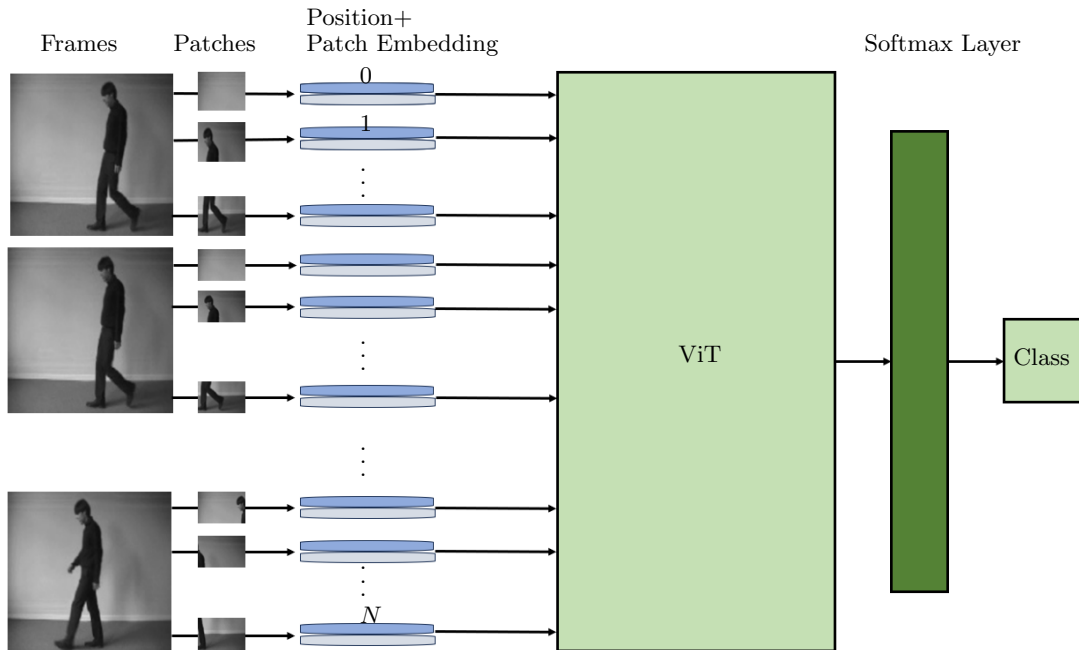 Position+
Frames Patches Patch Embedding Softmax Layer
0
1
⋮
⋮
ViT
Class
⋮
⋮
N